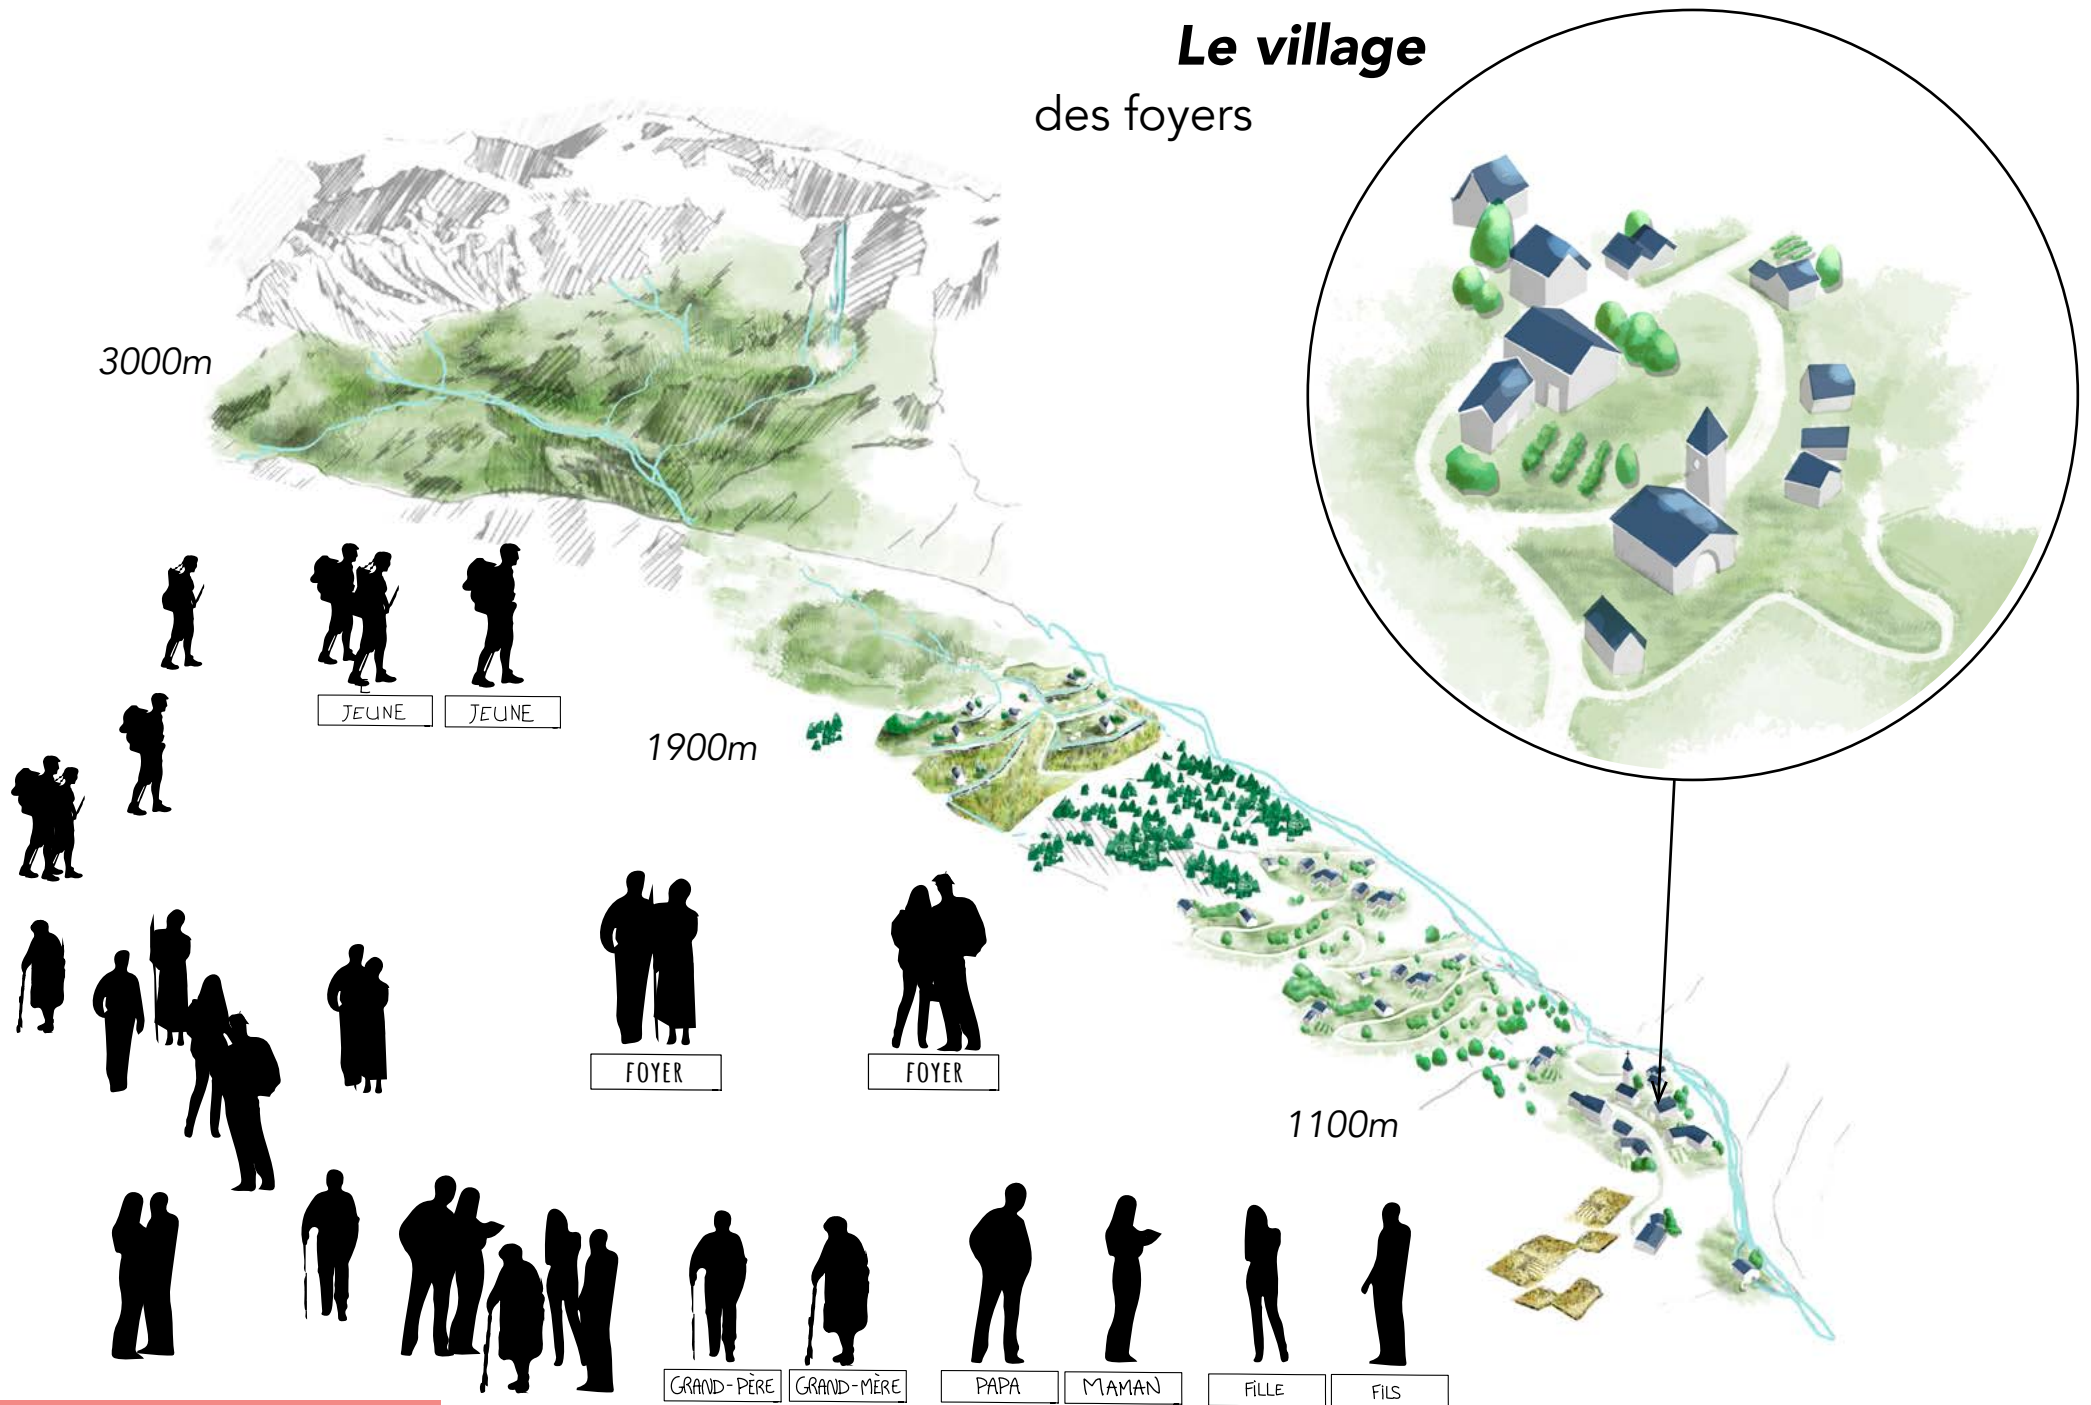 Le village
des foyers
3000m
JEUNE
JEUNE
1900m
FOYER
FOYER
1100m
GRAND-PÈRE
GRAND-MÈRE
PAPA
MAMAN
FiLLE
FiLS